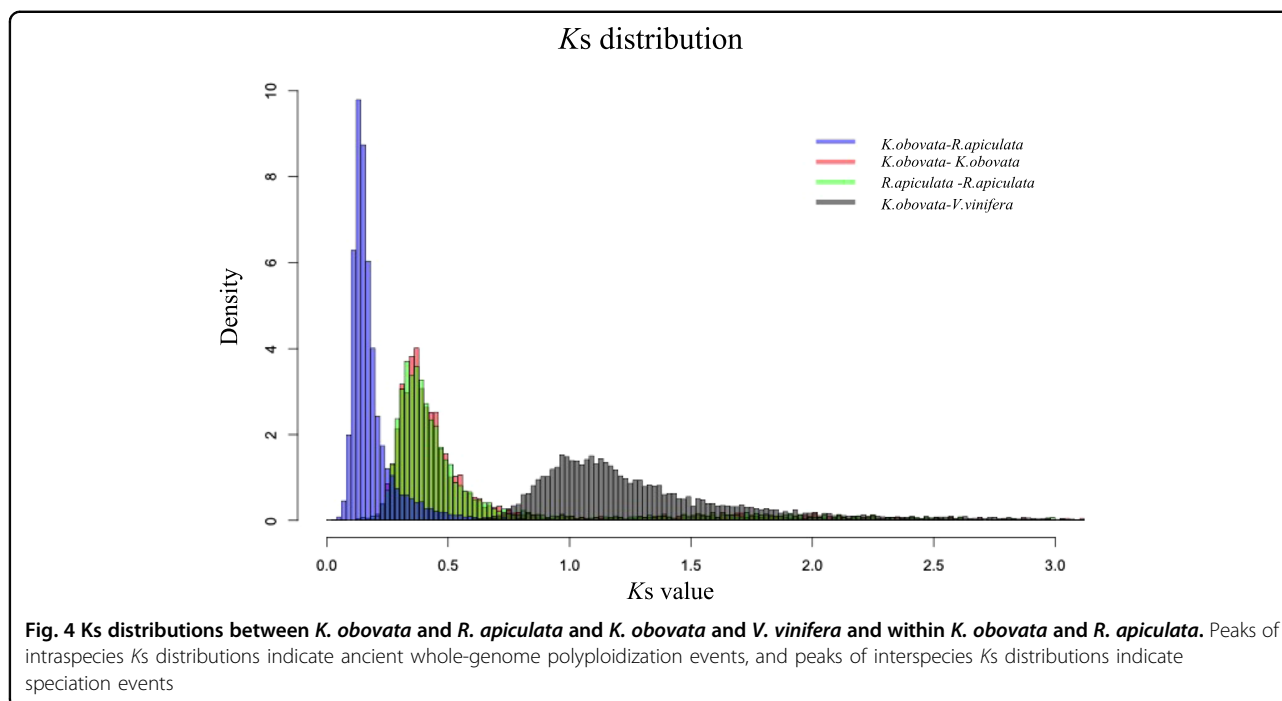 Ks distribution
10
8
6
4
2
0
Density
K.obovata-R.apiculata
K.obovata- K.obovata
R.apiculata -R.apiculata
K.obovata-V.vinifera
0.0 0.5 1.0 1.5 2.0 2.5 3.0
Ks value
Fig. 4 Ks distributions between K. obovata and R. apiculata and K. obovata and V. vinifera and within K. obovata and R. apiculata. Peaks of
intraspecies Ks distributions indicate ancient whole-genome polyploidization events, and peaks of interspecies Ks distributions indicate
speciation events